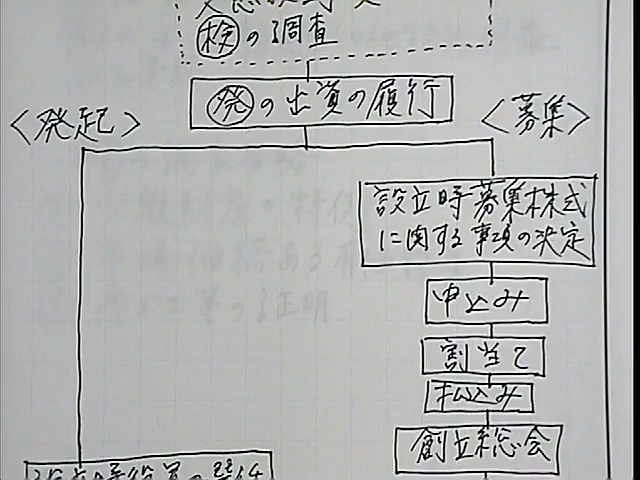 検の調査
発の出資の履行
<発起>
<募集>
設立時募集株式
に関する事項の決定
申込み
割当て
払込み
創立総会